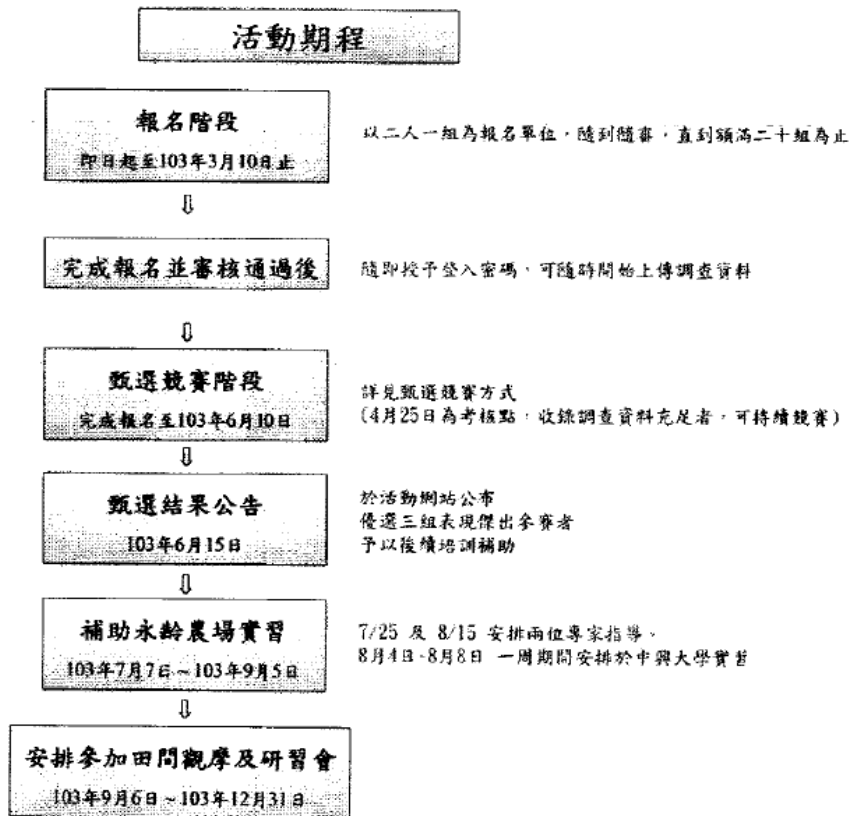 活動期程
報名階段
即日起至103年3月10日止
以二人一組為報名單位，隨到隨審，直到額滿二十組為止
⇩
完成報名並審核通過後
隨即授予登入密碼，可隨時開始上傳調查資料
⇩
甄選競賽階段
完成報名至103年6月10日
詳見甄選競賽方式
(4月25日為考核點，收錄調查資料充足者，可持續競賽)
⇩
甄選結果公告
103年6月15日
於活動網站公布
優選三組表現傑出參賽者
予以後續培訓補助
⇩
補助永齡農場實習
103年7月7日~103年9月5日
7/25 及 8/15 安排兩位專家指導。
8月4日-8月8日 一周期間安排於中興大學實習
⇩
安排參加田間觀摩及研習會
103年9月6日~103年12月31日